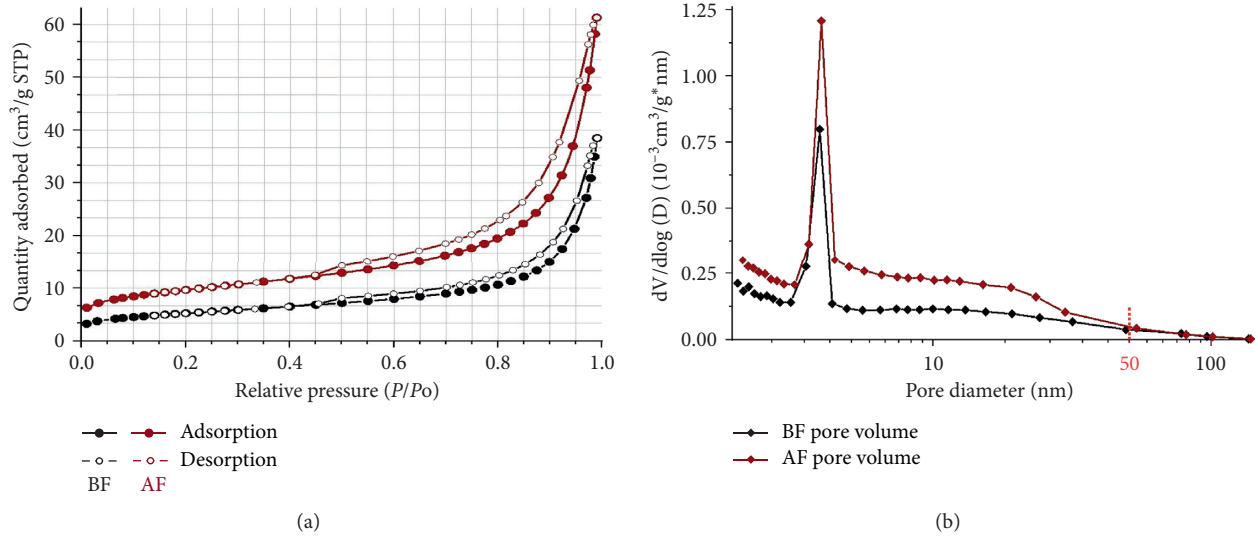 60
50
40
30
20
10
0
0.0
0.2
0.4
0.6
0.8
1.0
Quantity adsorbed (cm³/g STP)
Relative pressure (P/Po)
Adsorption
Desorption
BF AF
(a)
1.25
1.00
0.75
0.50
0.25
0.00
10
50
100
dV/dlog (D) (10⁻³cm³/g*nm)
Pore diameter (nm)
BF pore volume
AF pore volume
(b)